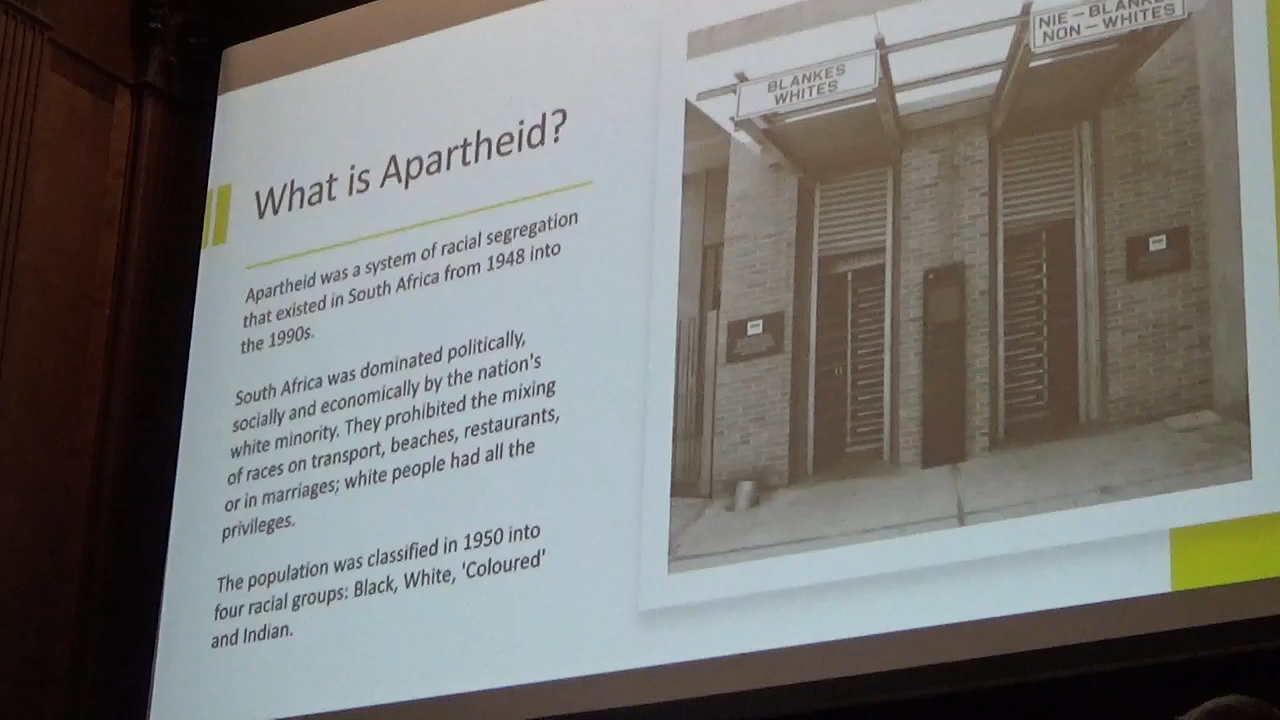 What is Apartheid?
Apartheid was a system of racial segregation
that existed in South Africa from 1948 into
the 1990s.
South Africa was dominated politically,
socially and economically by the nation's
white minority. They prohibited the mixing
of races on transport, beaches, restaurants,
or in marriages; white people had all the
privileges.
The population was classified in 1950 into
four racial groups: Black, White, 'Coloured'
and Indian.
BLANKES
WHITES
NIE-BLANKES
NON-WHITES